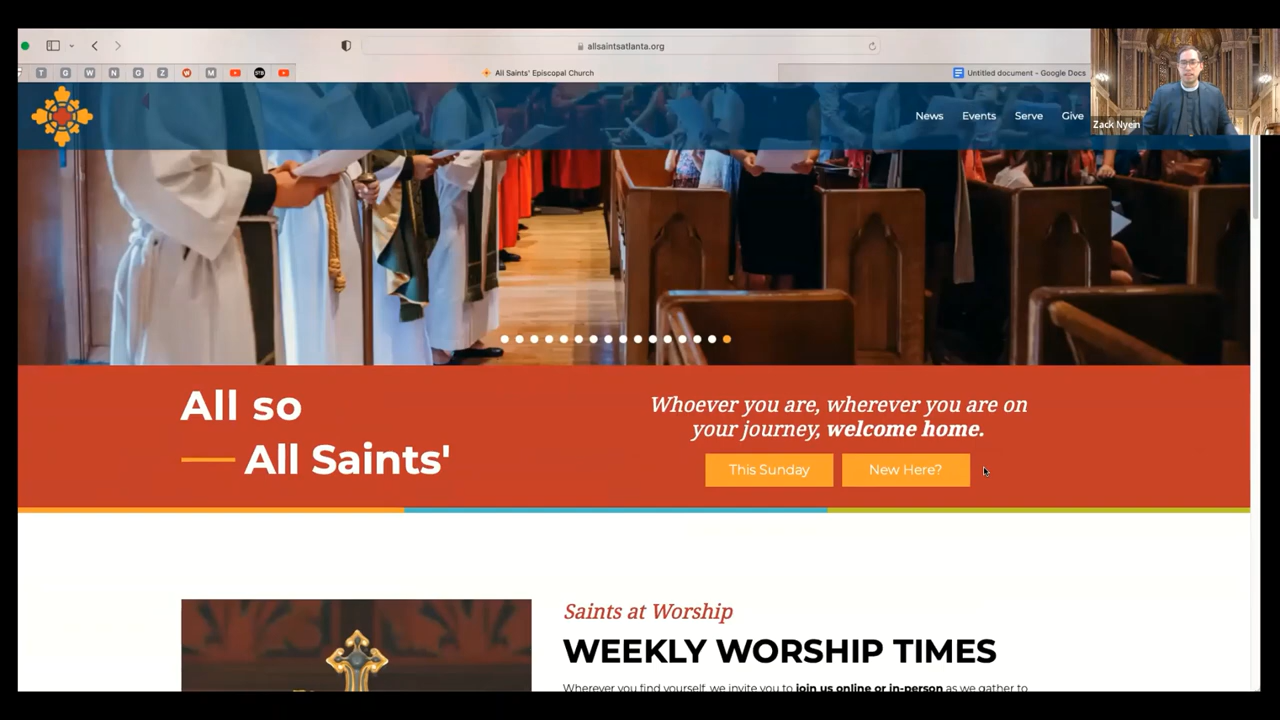 allsaintsatlanta.org
T G W N G Z W M STB
All Saints' Episcopal Church
Untitled document - Google Docs
News Events Serve Give
Zack Nyein
All so
All Saints'
Whoever you are, wherever you are on
your journey, welcome home.
This Sunday New Here?
Saints at Worship
WEEKLY WORSHIP TIMES
Wherever you find yourself, we invite you to join us online or in-person as we gather to